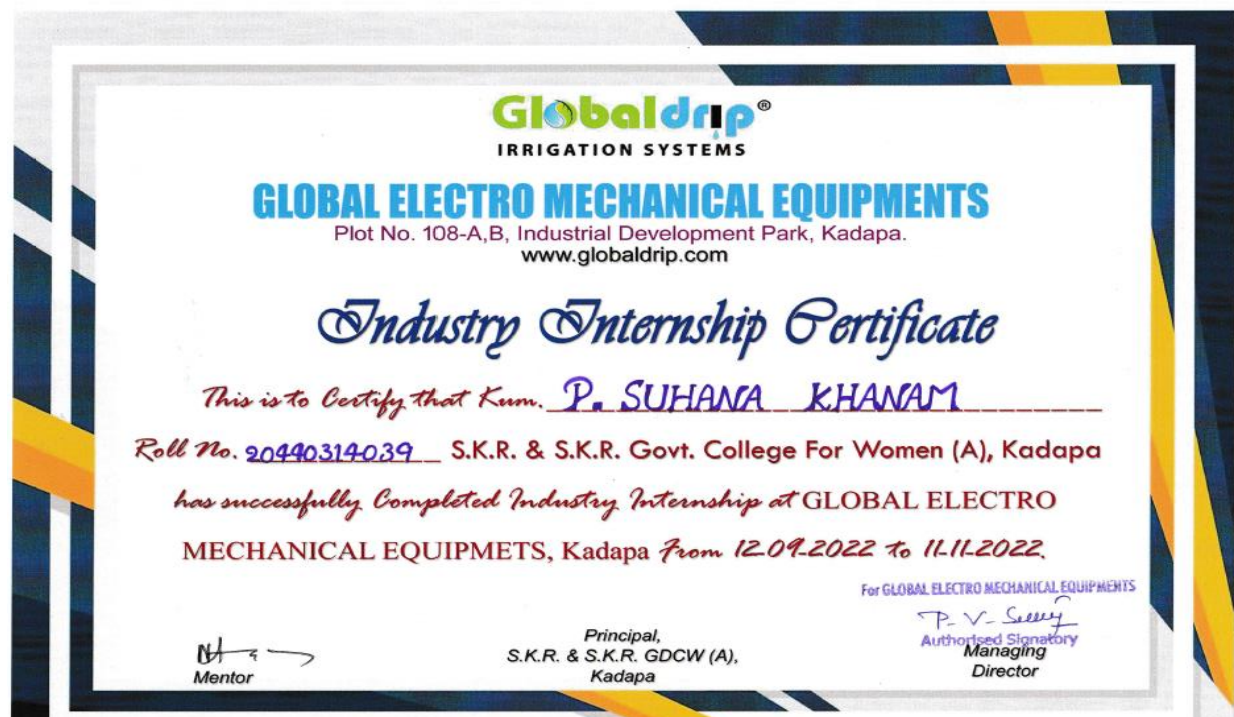 Globaldrip®
IRRIGATION SYSTEMS
GLOBAL ELECTRO MECHANICAL EQUIPMENTS
Plot No. 108-A,B, Industrial Development Park, Kadapa.
www.globaldrip.com
Industry Internship Certificate
This is to Certify that Kum. P. SUHANA KHANAM
Roll No. 20440314039 S.K.R. & S.K.R. Govt. College For Women (A), Kadapa
has successfully Completed Industry Internship at GLOBAL ELECTRO
MECHANICAL EQUIPMETS, Kadapa From 12.09.2022 to 11.11.2022.
For GLOBAL ELECTRO MECHANICAL EQUIPMENTS
P. V.
Authorised Signatory
Mentor
Principal,
S.K.R. & S.K.R. GDCW (A),
Kadapa
Managing
Director